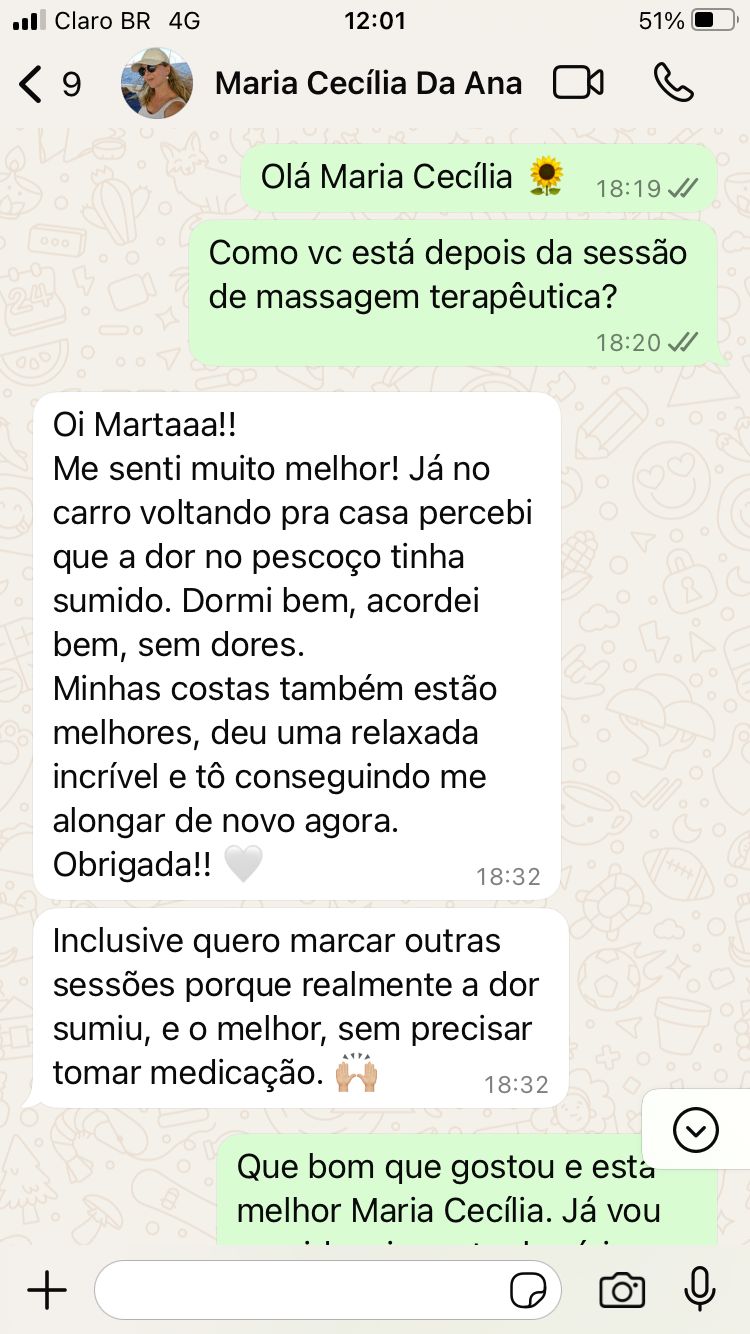 Claro BR 4G 12:01 51%
9 Maria Cecília Da Ana
Olá Maria Cecília 🌻 18:19
Como vc está depois da sessão
de massagem terapêutica?
18:20
Oi Martaaa!!
Me senti muito melhor! Já no
carro voltando pra casa percebi
que a dor no pescoço tinha
sumido. Dormi bem, acordei
bem, sem dores.
Minhas costas também estão
melhores, deu uma relaxada
incrível e tô conseguindo me
alongar de novo agora.
Obrigada!! 🤍 18:32
Inclusive quero marcar outras
sessões porque realmente a dor
sumiu, e o melhor, sem precisar
tomar medicação. 🙌🏼 18:32
Que bom que gostou e está
melhor Maria Cecília. Já vou